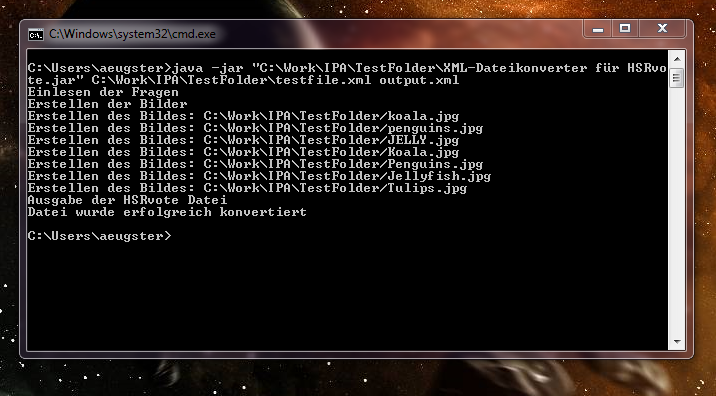 C:\Windows\system32\cmd.exe
C:\Users\aeugster>java -jar "C:\Work\IPA\TestFolder\XML-Dateikonverter für HSRvo
te.jar" C:\Work\IPA\TestFolder\testfile.xml output.xml
Einlesen der Fragen
Erstellen der Bilder
Erstellen des Bildes: C:\Work\IPA\TestFolder/koala.jpg
Erstellen des Bildes: C:\Work\IPA\TestFolder/penguins.jpg
Erstellen des Bildes: C:\Work\IPA\TestFolder/JELLY.jpg
Erstellen des Bildes: C:\Work\IPA\TestFolder/Koala.jpg
Erstellen des Bildes: C:\Work\IPA\TestFolder/Penguins.jpg
Erstellen des Bildes: C:\Work\IPA\TestFolder/Jellyfish.jpg
Erstellen des Bildes: C:\Work\IPA\TestFolder/Tulips.jpg
Ausgabe der HSRvote Datei
Datei wurde erfolgreich konvertiert
C:\Users\aeugster>